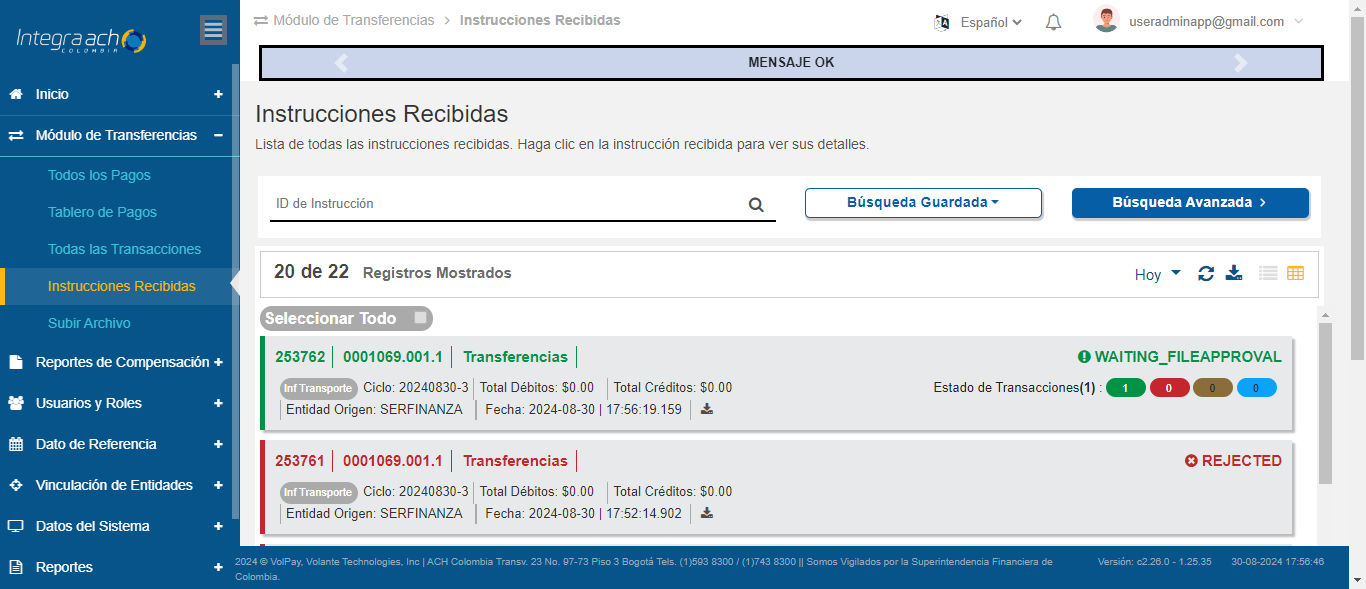 Integra ach
COLOMBIA
Módulo de Transferencias > Instrucciones Recibidas
Español
useradminapp@gmail.com
MENSAJE OK
Inicio +
Módulo de Transferencias −
Todos los Pagos
Tablero de Pagos
Todas las Transacciones
Instrucciones Recibidas
Subir Archivo
Reportes de Compensación +
Usuarios y Roles +
Dato de Referencia +
Vinculación de Entidades +
Datos del Sistema +
Reportes +
Instrucciones Recibidas
Lista de todas las instrucciones recibidas. Haga clic en la instrucción recibida para ver sus detalles.
ID de Instrucción
Búsqueda Guardada
Búsqueda Avanzada >
20 de 22 Registros Mostrados
Hoy
Seleccionar Todo
253762 | 0001069.001.1 | Transferencias |
WAITING_FILEAPPROVAL
Inf Transporte Ciclo: 20240830-3 | Total Débitos: $0.00 | Total Créditos: $0.00
Estado de Transacciones(1) : 1 0 0 0
| Entidad Origen: SERFINANZA | Fecha: 2024-08-30 | 17:56:19.159 |
253761 | 0001069.001.1 | Transferencias |
REJECTED
Inf Transporte Ciclo: 20240830-3 | Total Débitos: $0.00 | Total Créditos: $0.00
| Entidad Origen: SERFINANZA | Fecha: 2024-08-30 | 17:52:14.902 |
2024 © VolPay, Volante Technologies, Inc | ACH Colombia Transv. 23 No. 97-73 Piso 3 Bogotá Tels. (1)593 8300 / (1)743 8300 || Somos Vigilados por la Superintendencia Financiera de
Colombia.
Versión: c2.26.0 - 1.25.35
30-08-2024 17:56:46